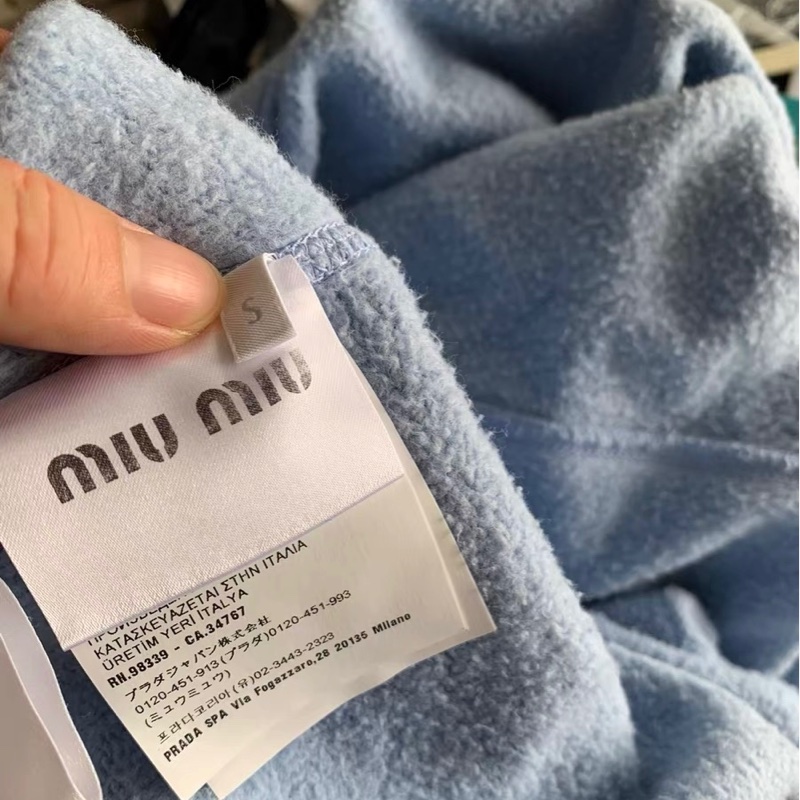 S
MIU MIU
ΚΑΤΑΣΚΕΥΑΖΕΤΑΙ ΣΤΗΝ ΙΤΑΛΙΑ
ÜRETİM YERİ İTALYA
RN.98339 - CA.34767
プラダジャパン株式会社
0120-451-913(プラダ)0120-451-993
(ミュウミュウ)
프라다코리아(유)02-3443-2323
PRADA SPA Via Fogazzaro,28 20135 Milano